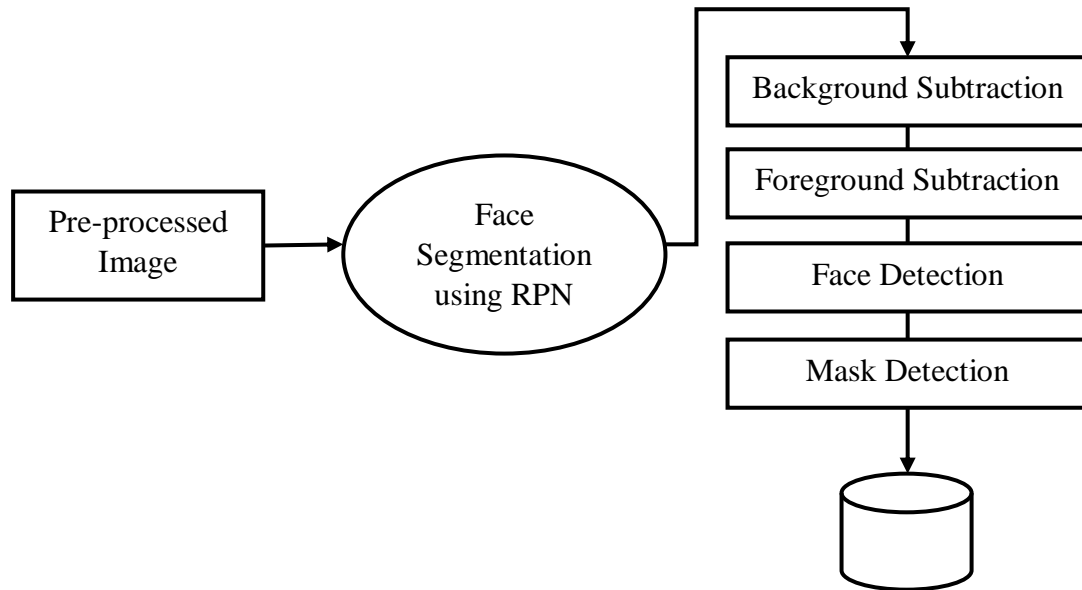 Pre-processed
Image
Face
Segmentation
using RPN
Background Subtraction
Foreground Subtraction
Face Detection
Mask Detection